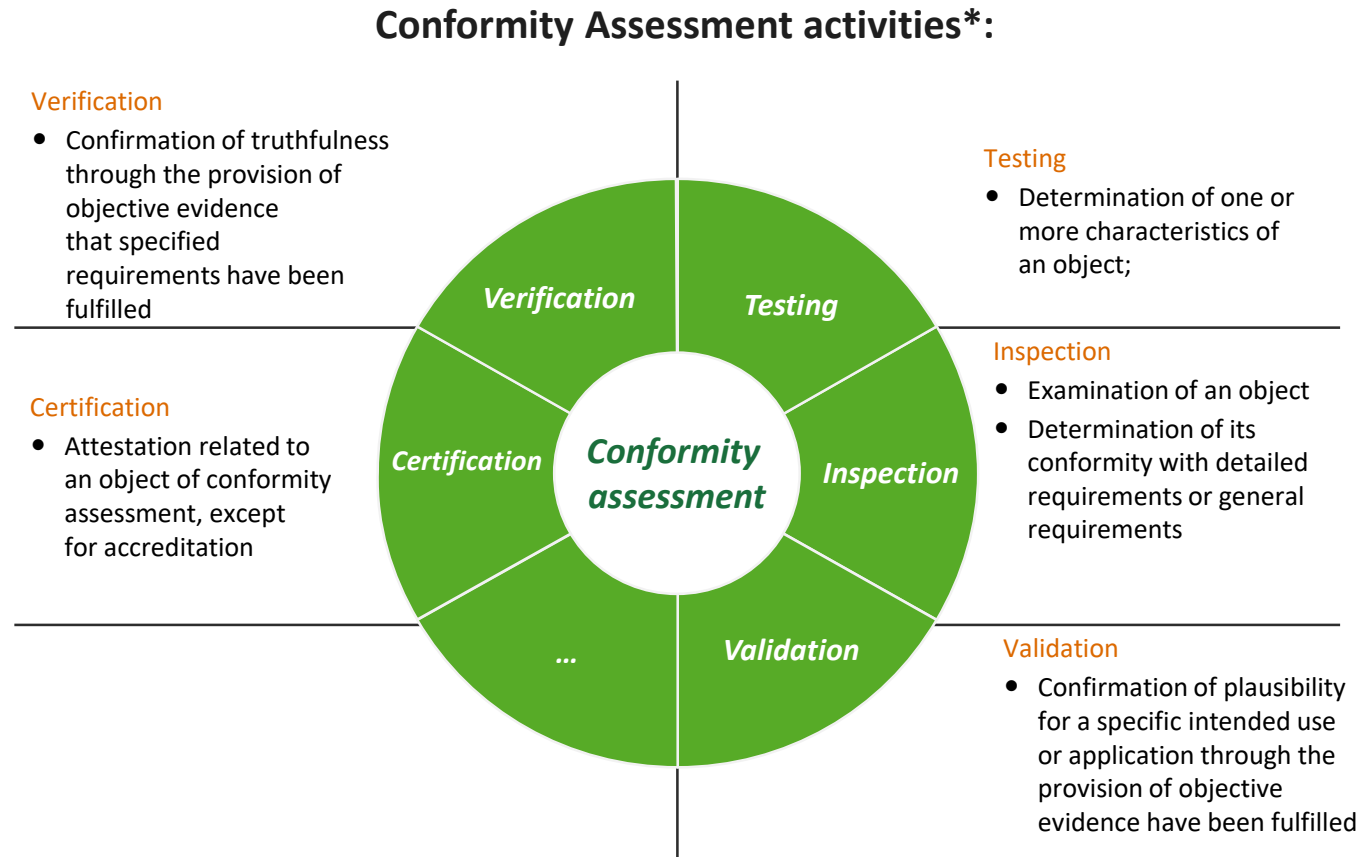 Conformity Assessment activities*:
Verification
• Confirmation of truthfulness
through the provision of
objective evidence
that specified
requirements have been
fulfilled
Certification
• Attestation related to
an object of conformity
assessment, except
for accreditation
Verification
Testing
Certification
Conformity
assessment
Inspection
...
Validation
Testing
• Determination of one or
more characteristics of
an object;
Inspection
• Examination of an object
• Determination of its
conformity with detailed
requirements or general
requirements
Validation
• Confirmation of plausibility
for a specific intended use
or application through the
provision of objective
evidence have been fulfilled